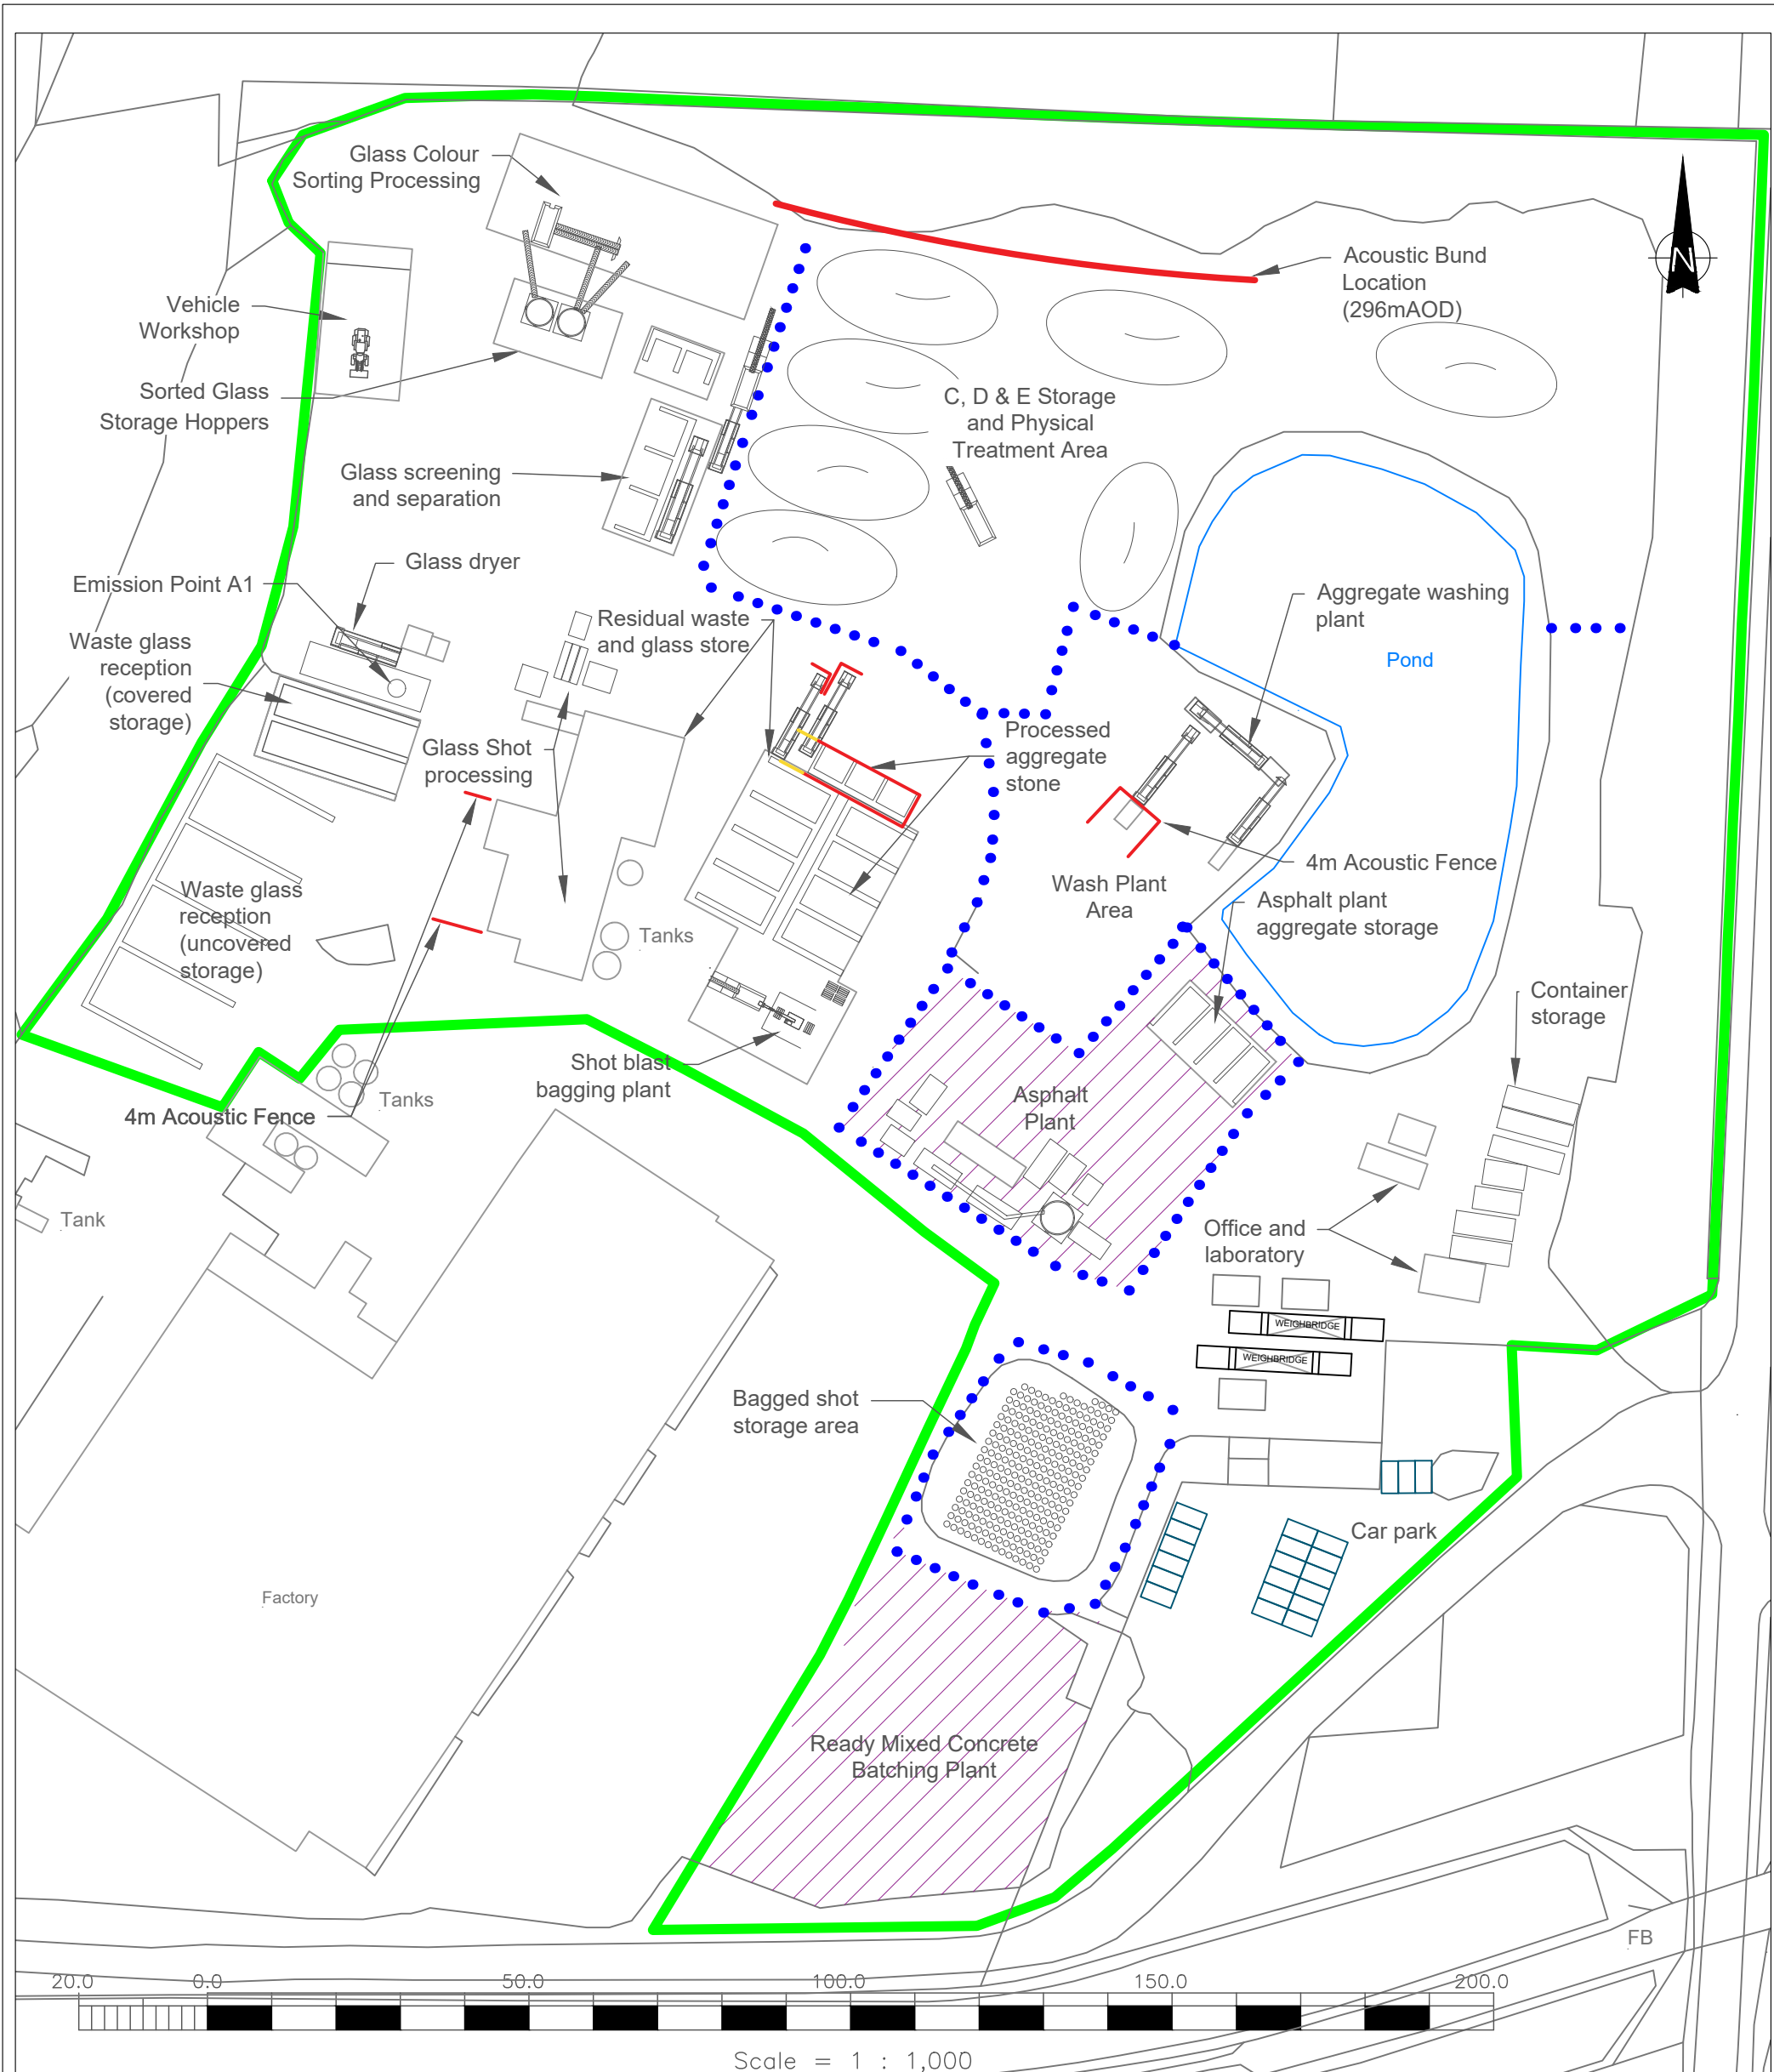 Glass Colour
Sorting Processing
N
Acoustic Bund
Location
(296mAOD)
Vehicle
Workshop
Sorted Glass
Storage Hoppers
C, D & E Storage
and Physical
Treatment Area
Glass screening
and separation
Glass dryer
Emission Point A1
Aggregate washing
plant
Residual waste
and glass store
Waste glass
reception
(covered
storage)
Pond
Glass Shot
processing
Processed
aggregate
stone
4m Acoustic Fence
Wash Plant
Area
Waste glass
reception
(uncovered
storage)
Asphalt plant
aggregate storage
Tanks
Container
storage
Shot blast
bagging plant
Tanks
4m Acoustic Fence
Asphalt
Plant
Tank
Office and
laboratory
WEIGHBRIDGE
WEIGHBRIDGE
Bagged shot
storage area
Car park
Factory
Ready Mixed Concrete
Batching Plant
FB
20.0 0.0 50.0 100.0 150.0 200.0
Scale = 1 : 1,000